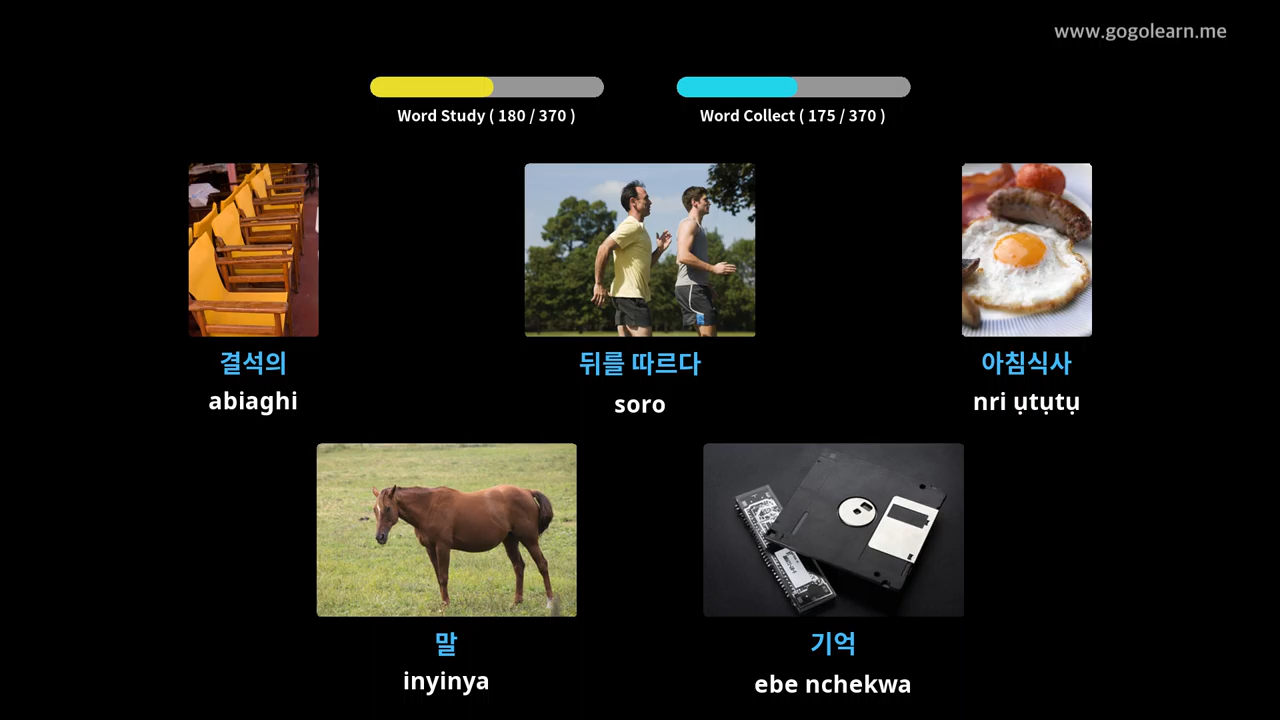 www.gogolearn.me
Word Study ( 180 / 370 )
Word Collect ( 175 / 370 )
결석의
abiaghi
뒤를 따르다
soro
아침식사
nri ụtụtụ
말
inyinya
기억
ebe nchekwa